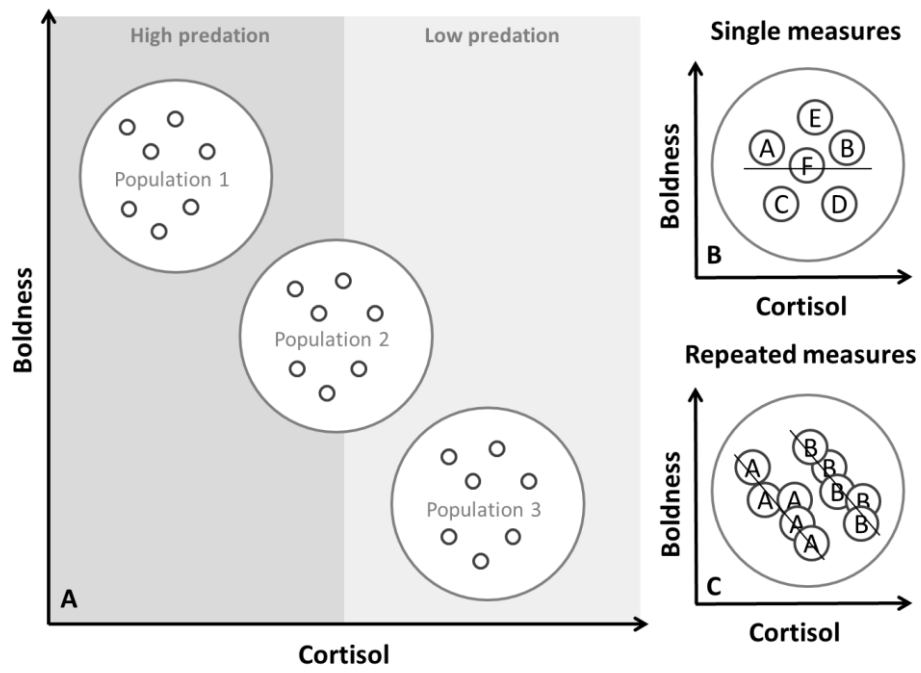 High predation
Low predation
Boldness
Population 1
Population 2
Population 3
A
Cortisol
Single measures
Boldness
E
A
B
F
C
D
B
Cortisol
Repeated measures
Boldness
B
A
B
B
A
A
B
A
B
A
C
Cortisol